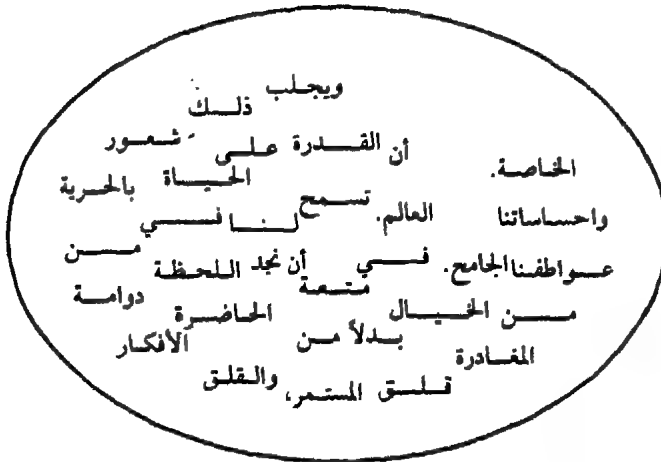 ويجلب ذلك
أن القدرة على شعور
الخاصة. الحياة بالحرية
واحساساتنا العالم. تسمح لنا في
عواطفنا الجامح. في أن نجد اللحظة من
من الخيال متعة الحاضرة دوامة
المغادرة بدلاً من الأفكار
قلق المستمر، والقلق